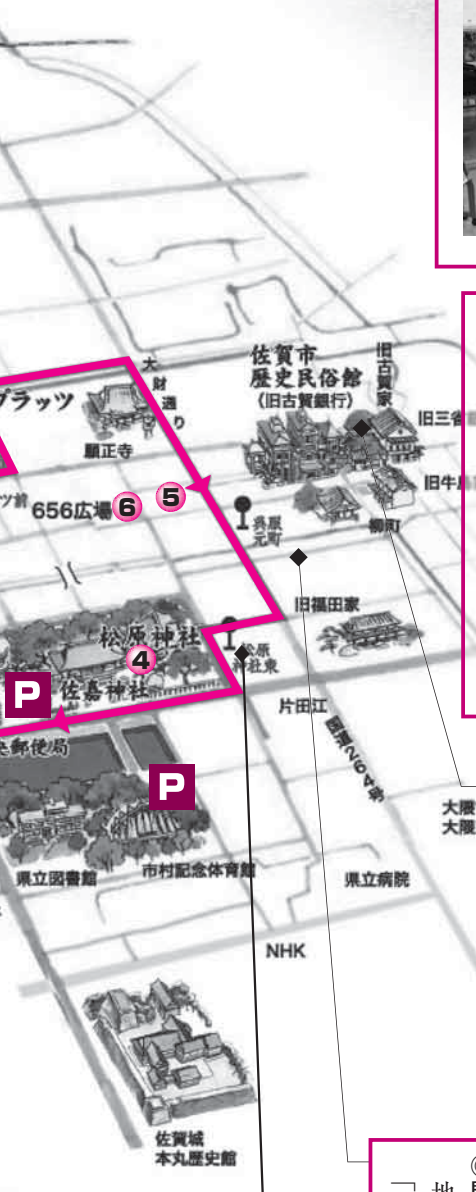 佐賀市
歴史民俗館
(旧古賀銀行)
旧古賀家
大財通り
プラッツ
願正寺
旧三省
旧牛
ツ前
656広場
6
5
呉服
元町
柳町
旧福田家
松原神社
4
松原
神社東
佐嘉神社
P
片田江
国道264号
央郵便局
P
大隈
大隈
県立図書館
市村記念体育館
県立病院
NHK
佐賀城
本丸歴史館
地